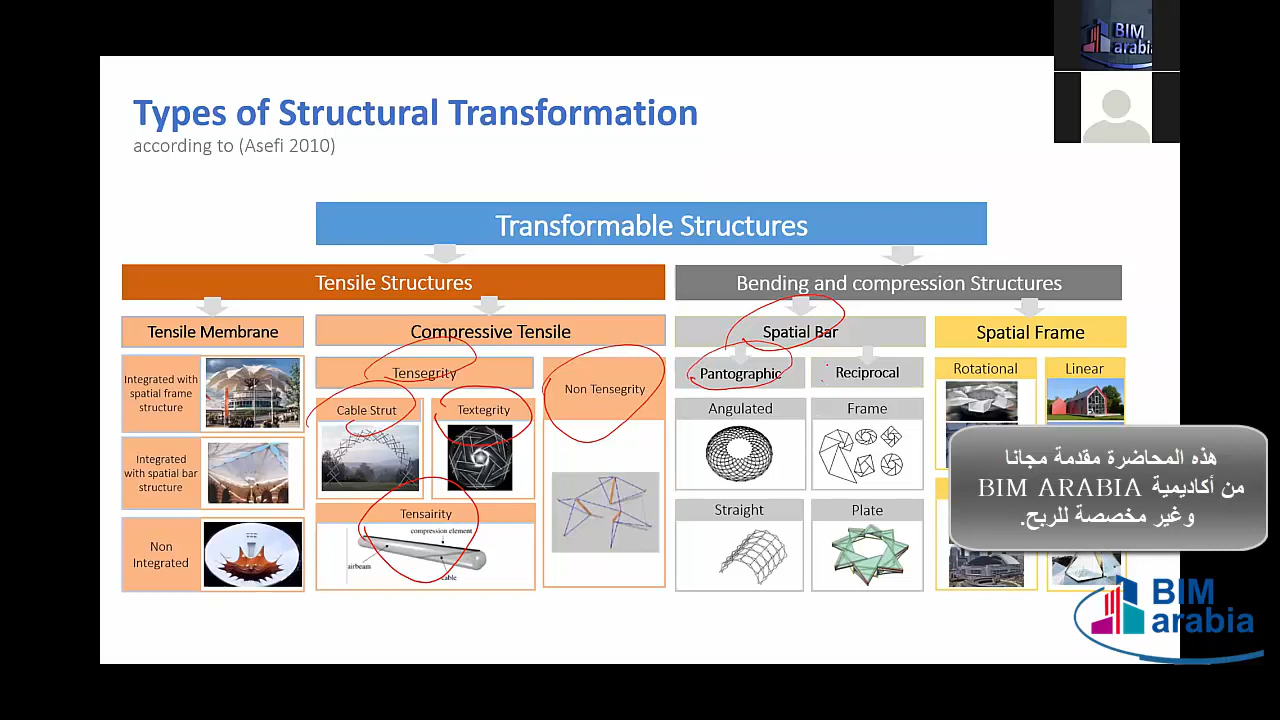 BIM
arabia
Types of Structural Transformation
according to (Asefi 2010)
Transformable Structures
Tensile Structures
Bending and compression Structures
Tensile Membrane
Compressive Tensile
Spatial Bar
Spatial Frame
Integrated with
spatial frame
structure
Integrated
with spatial bar
structure
Non
Integrated
Tensegrity
Non Tensegrity
Cable Strut
Textegrity
Tensairity
compression element
airbeam
cable
Pantographic
Reciprocal
Angulated
Frame
Straight
Plate
Rotational
Linear
هذه المحاضرة مقدمة مجانا
من أكاديمية BIM ARABIA
وغير مخصصة للربح.
BIM
arabia